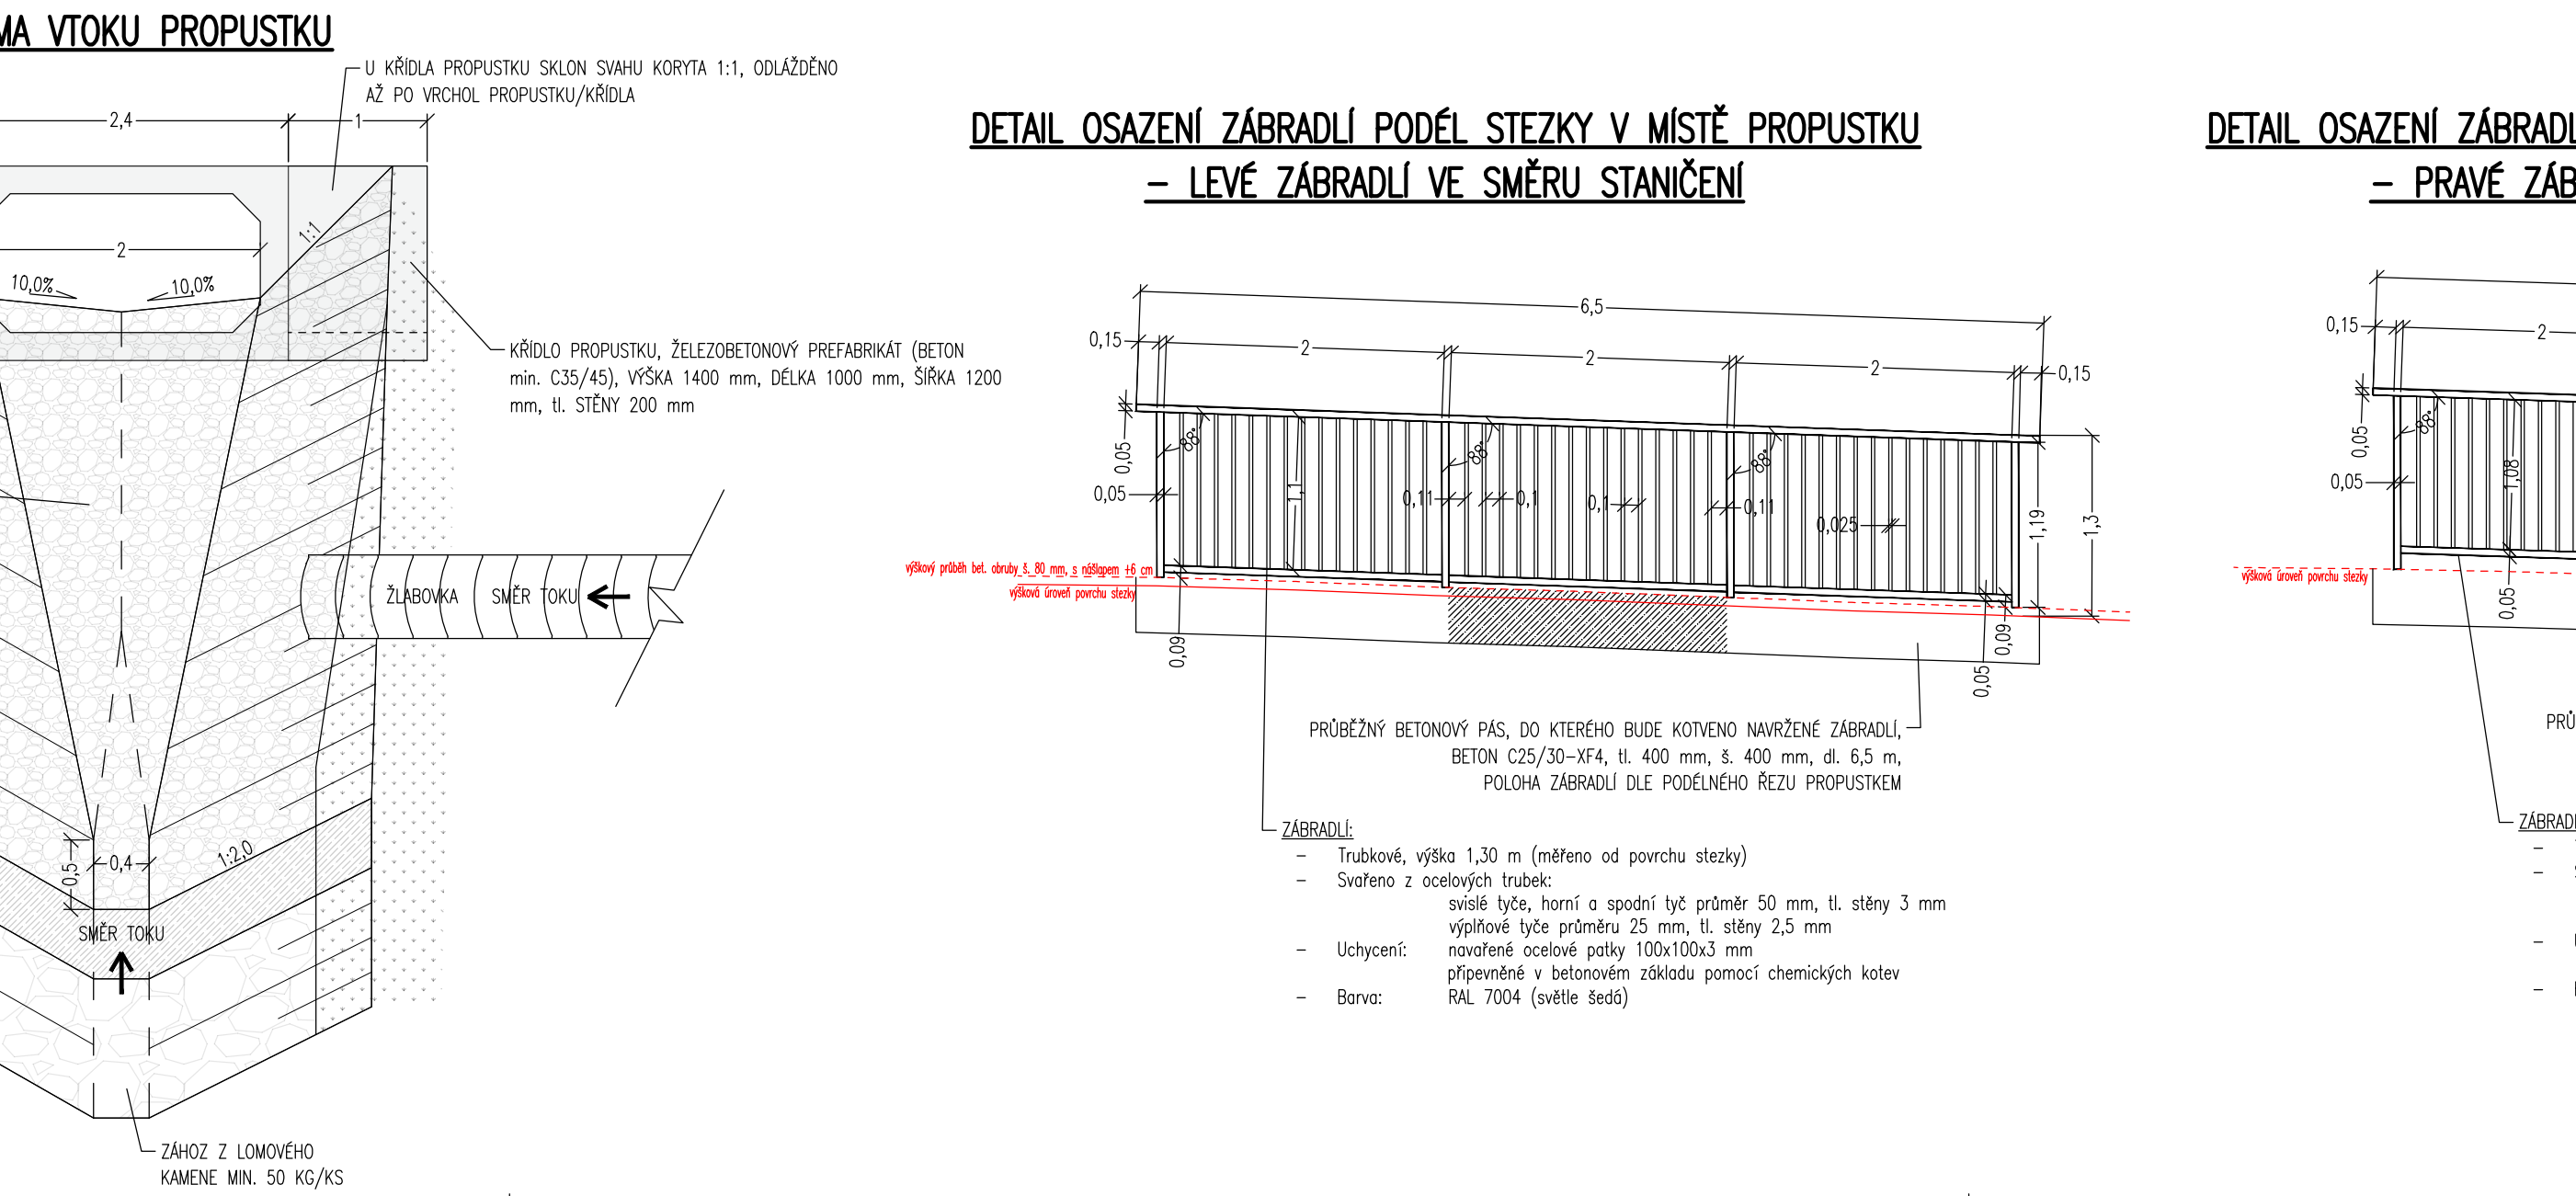 MA VTOKU PROPUSTKU
U KŘÍDLA PROPUSTKU SKLON SVAHU KORYTA 1:1, ODLÁŽDĚNO
AŽ PO VRCHOL PROPUSTKU/KŘÍDLA
2,4
1
1:1
2
10,0%
10,0%
KŘÍDLO PROPUSTKU, ŽELEZOBETONOVÝ PREFABRIKÁT (BETON
min. C35/45), VÝŠKA 1400 mm, DÉLKA 1000 mm, ŠÍŘKA 1200
mm, tl. STĚNY 200 mm
ŽLABOVKA SMĚR TOKU
0,5
0,4
1:2,0
SMĚR TOKU
ZÁHOZ Z LOMOVÉHO
KAMENE MIN. 50 KG/KS
DETAIL OSAZENÍ ZÁBRADLÍ PODÉL STEZKY V MÍSTĚ PROPUSTKU
– LEVÉ ZÁBRADLÍ VE SMĚRU STANIČENÍ
6,5
0,15
2
2
2
0,15
0,05
88°
88°
88°
0,05
1,1
0,11
0,1
0,1
0,11
0,025
1,19
1,3
výškový průběh bet. obruby š. 80 mm, s nášlapem +6 cm
výšková úroveň povrchu stezky
0,09
0,09
0,05
PRŮBĚŽNÝ BETONOVÝ PÁS, DO KTERÉHO BUDE KOTVENO NAVRŽENÉ ZÁBRADLÍ,
BETON C25/30–XF4, tl. 400 mm, š. 400 mm, dl. 6,5 m,
POLOHA ZÁBRADLÍ DLE PODÉLNÉHO ŘEZU PROPUSTKEM
ZÁBRADLÍ:
– Trubkové, výška 1,30 m (měřeno od povrchu stezky)
– Svařeno z ocelových trubek:
svislé tyče, horní a spodní tyč průměr 50 mm, tl. stěny 3 mm
výplňové tyče průměru 25 mm, tl. stěny 2,5 mm
– Uchycení: navařené ocelové patky 100x100x3 mm
připevněné v betonovém základu pomocí chemických kotev
– Barva: RAL 7004 (světle šedá)
DETAIL OSAZENÍ ZÁBRADL
– PRAVÉ ZÁB
0,15
2
0,05
88°
0,05
1,08
výšková úroveň povrchu stezky
0,05
PRŮ
ZÁBRADL
–
–
–
–